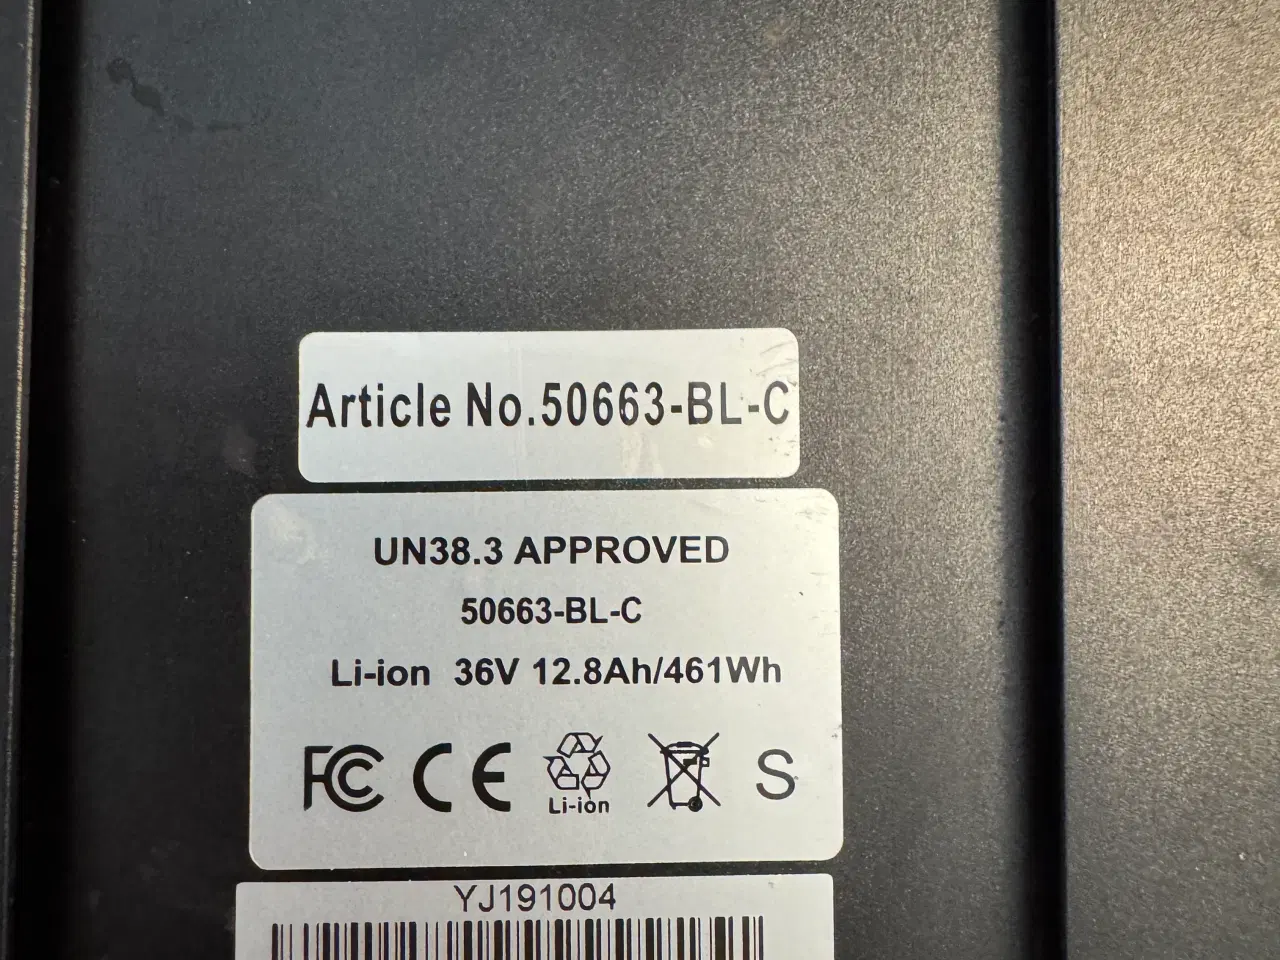 Article No.50663-BL-C
UN38.3 APPROVED
50663-BL-C
Li-ion 36V 12.8Ah/461Wh
FC CE Li-ion S
YJ191004